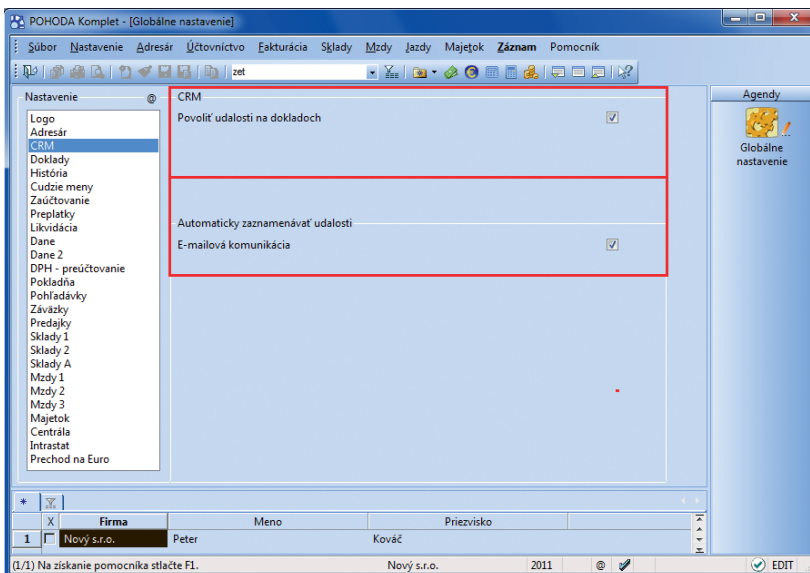 POHODA Komplet - [Globálne nastavenie]
Súbor Nastavenie Adresár Účtovníctvo Fakturácia Sklady Mzdy Jazdy Majetok Záznam Pomocník
zet
Nastavenie @
Logo
Adresár
CRM
Doklady
História
Cudzie meny
Zaúčtovanie
Preplatky
Likvidácia
Dane
Dane 2
DPH - preúčtovanie
Pokladňa
Pohľadávky
Záväzky
Predajky
Sklady 1
Sklady 2
Sklady A
Mzdy 1
Mzdy 2
Mzdy 3
Majetok
Centrála
Intrastat
Prechod na Euro
CRM
Povoliť udalosti na dokladoch
Automaticky zaznamenávať udalosti
E-mailová komunikácia
Agendy
Globálne
nastavenie
*
X Firma Meno Priezvisko
1 Nový s.r.o. Peter Kováč
(1/1) Na získanie pomocníka stlačte F1. Nový s.r.o. 2011 @ EDIT